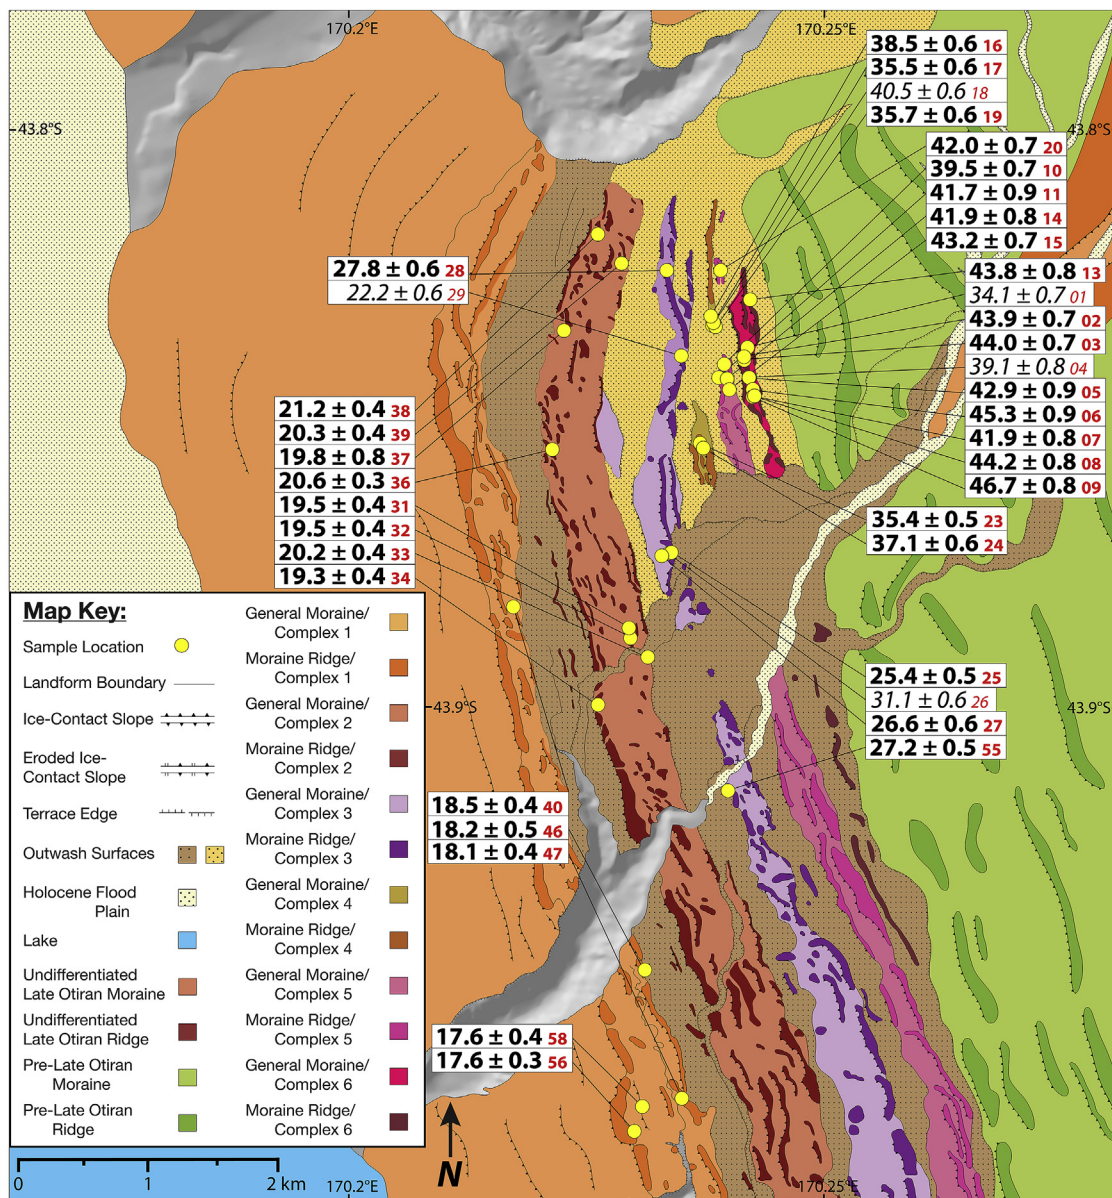 170.2°E
170.25°E
43.8°S
43.8°S
38.5 ± 0.6 16
35.5 ± 0.6 17
40.5 ± 0.6 18
35.7 ± 0.6 19
42.0 ± 0.7 20
39.5 ± 0.7 10
41.7 ± 0.9 11
41.9 ± 0.8 14
43.2 ± 0.7 15
43.8 ± 0.8 13
34.1 ± 0.7 01
43.9 ± 0.7 02
44.0 ± 0.7 03
39.1 ± 0.8 04
42.9 ± 0.9 05
45.3 ± 0.9 06
41.9 ± 0.8 07
44.2 ± 0.8 08
46.7 ± 0.8 09
27.8 ± 0.6 28
22.2 ± 0.6 29
21.2 ± 0.4 38
20.3 ± 0.4 39
19.8 ± 0.8 37
20.6 ± 0.3 36
19.5 ± 0.4 31
19.5 ± 0.4 32
20.2 ± 0.4 33
19.3 ± 0.4 34
35.4 ± 0.5 23
37.1 ± 0.6 24
25.4 ± 0.5 25
31.1 ± 0.6 26
26.6 ± 0.6 27
27.2 ± 0.5 55
43.9°S
43.9°S
18.5 ± 0.4 40
18.2 ± 0.5 46
18.1 ± 0.4 47
17.6 ± 0.4 58
17.6 ± 0.3 56
Map Key:
Sample Location
Landform Boundary
Ice-Contact Slope
Eroded Ice-
Contact Slope
Terrace Edge
Outwash Surfaces
Holocene Flood
Plain
Lake
Undifferentiated
Late Otiran Moraine
Undifferentiated
Late Otiran Ridge
Pre-Late Otiran
Moraine
Pre-Late Otiran
Ridge
General Moraine/
Complex 1
Moraine Ridge/
Complex 1
General Moraine/
Complex 2
Moraine Ridge/
Complex 2
General Moraine/
Complex 3
Moraine Ridge/
Complex 3
General Moraine/
Complex 4
Moraine Ridge/
Complex 4
General Moraine/
Complex 5
Moraine Ridge/
Complex 5
General Moraine/
Complex 6
Moraine Ridge/
Complex 6
N
0 1 2 km
170.2°E
170.25°E